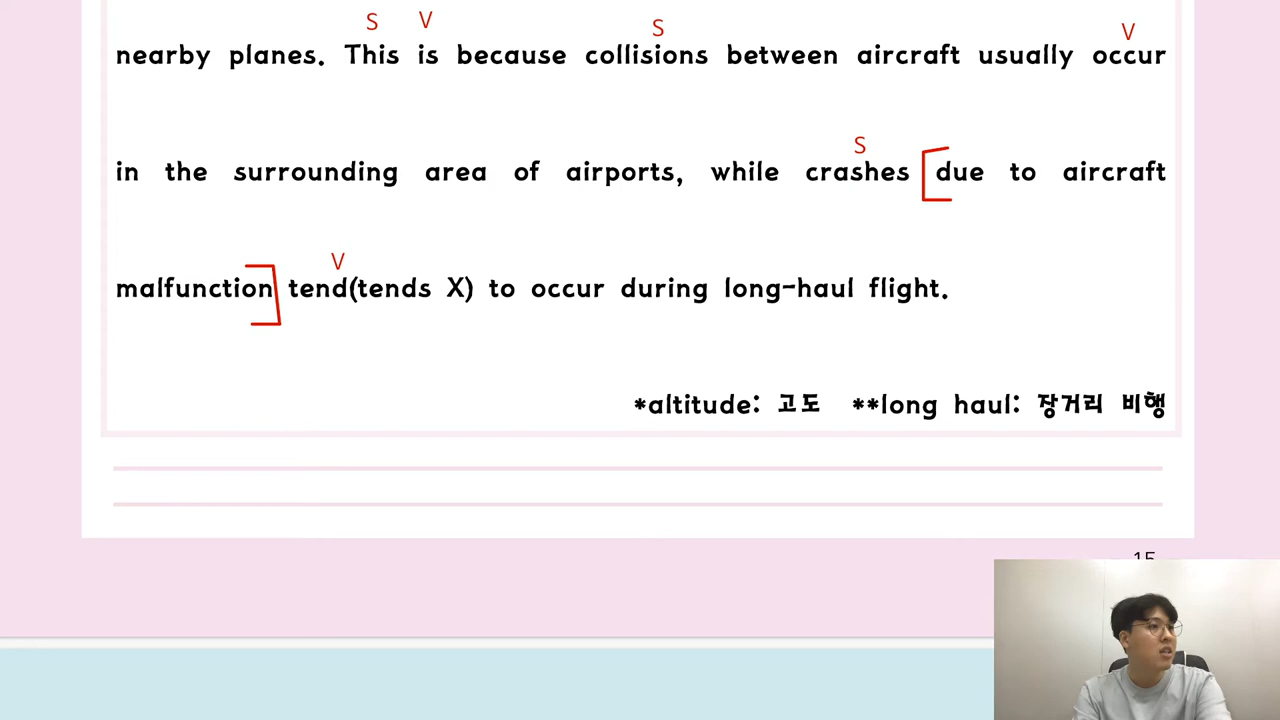 S V S V
nearby planes. This is because collisions between aircraft usually occur
S
in the surrounding area of airports, while crashes [due to aircraft
V
malfunction] tend(tends X) to occur during long-haul flight.
*altitude: 고도 **long haul: 장거리 비행
15